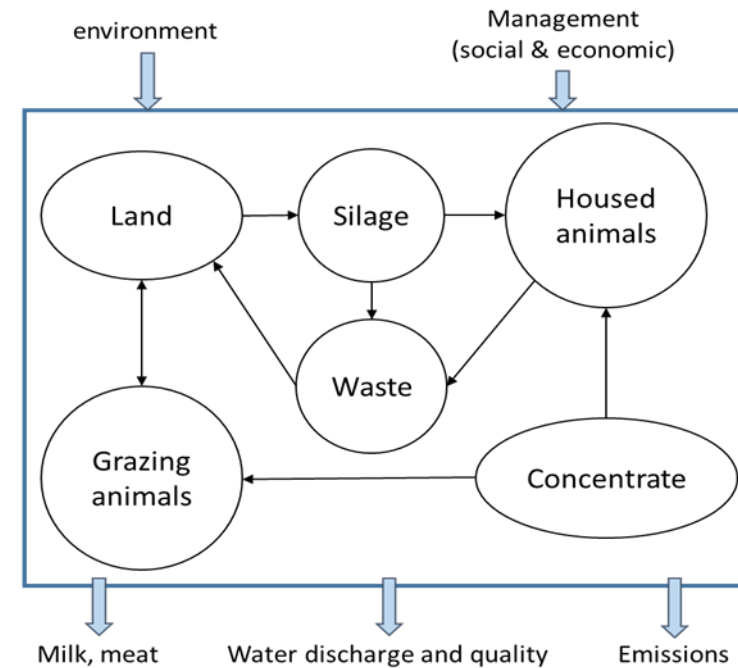 environment
Management
(social & economic)
Land
Silage
Housed
animals
Waste
Grazing
animals
Concentrate
Milk, meat
Water discharge and quality
Emissions